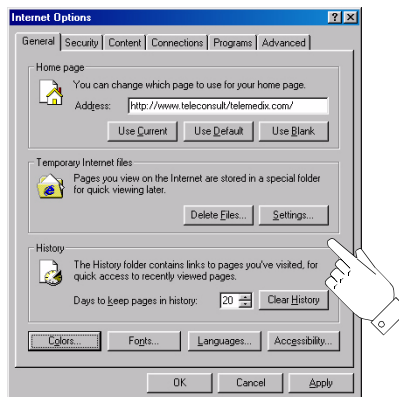 Internet Options
General Security Content Connections Programs Advanced
Home page
You can change which page to use for your home page.
Address: http://www.teleconsult/telemedix.com/
Use Current Use Default Use Blank
Temporary Internet files
Pages you view on the Internet are stored in a special folder
for quick viewing later.
Delete Files... Settings...
History
The History folder contains links to pages you've visited, for
quick access to recently viewed pages.
Days to keep pages in history: 20 Clear History
Colors... Fonts... Languages... Accessibility...
OK Cancel Apply